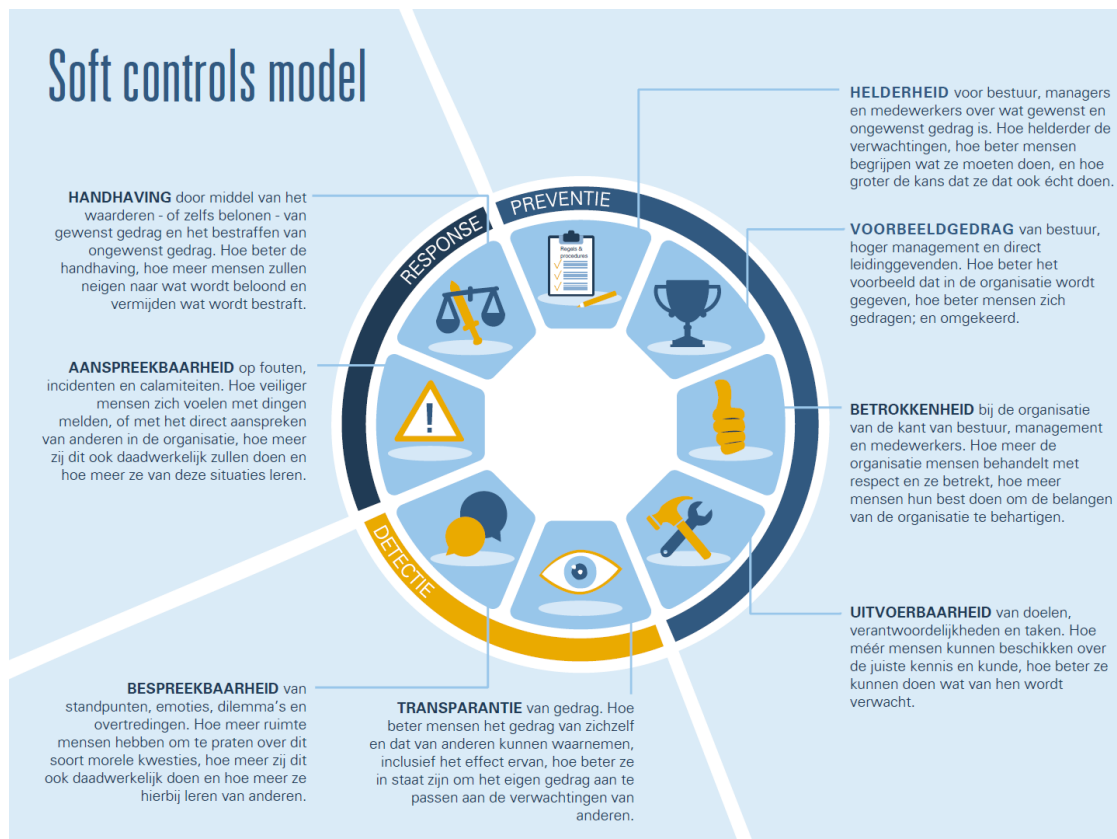 Soft controls model
HELDERHEID voor bestuur, managers
en medewerkers over wat gewenst en
ongewenst gedrag is. Hoe helderder de
verwachtingen, hoe beter mensen
begrijpen wat ze moeten doen, en hoe
groter de kans dat ze dat ook écht doen.
VOORBEELDGEDRAG van bestuur,
hoger management en direct
leidinggevenden. Hoe beter het
voorbeeld dat in de organisatie wordt
gegeven, hoe beter mensen zich
gedragen; en omgekeerd.
BETROKKENHEID bij de organisatie
van de kant van bestuur, management
en medewerkers. Hoe meer de
organisatie mensen behandelt met
respect en ze betrekt, hoe meer
mensen hun best doen om de belangen
van de organisatie te behartigen.
UITVOERBAARHEID van doelen,
verantwoordelijkheden en taken. Hoe
méér mensen kunnen beschikken over
de juiste kennis en kunde, hoe beter ze
kunnen doen wat van hen wordt
verwacht.
TRANSPARANTIE van gedrag. Hoe
beter mensen het gedrag van zichzelf
en dat van anderen kunnen waarnemen,
inclusief het effect ervan, hoe beter ze
in staat zijn om het eigen gedrag aan te
passen aan de verwachtingen van
anderen.
BESPREEKBAARHEID van
standpunten, emoties, dilemma's en
overtredingen. Hoe meer ruimte
mensen hebben om te praten over dit
soort morele kwesties, hoe meer zij dit
ook daadwerkelijk doen en hoe meer ze
hierbij leren van anderen.
AANSPREEKBAARHEID op fouten,
incidenten en calamiteiten. Hoe veiliger
mensen zich voelen met dingen
melden, of met het direct aanspreken
van anderen in de organisatie, hoe meer
zij dit ook daadwerkelijk zullen doen en
hoe meer ze van deze situaties leren.
HANDHAVING door middel van het
waarderen - of zelfs belonen - van
gewenst gedrag en het bestraffen van
ongewenst gedrag. Hoe beter de
handhaving, hoe meer mensen zullen
neigen naar wat wordt beloond en
vermijden wat wordt bestraft.
PREVENTIE
DETECTIE
RESPONSE
Regels &
procedures
!